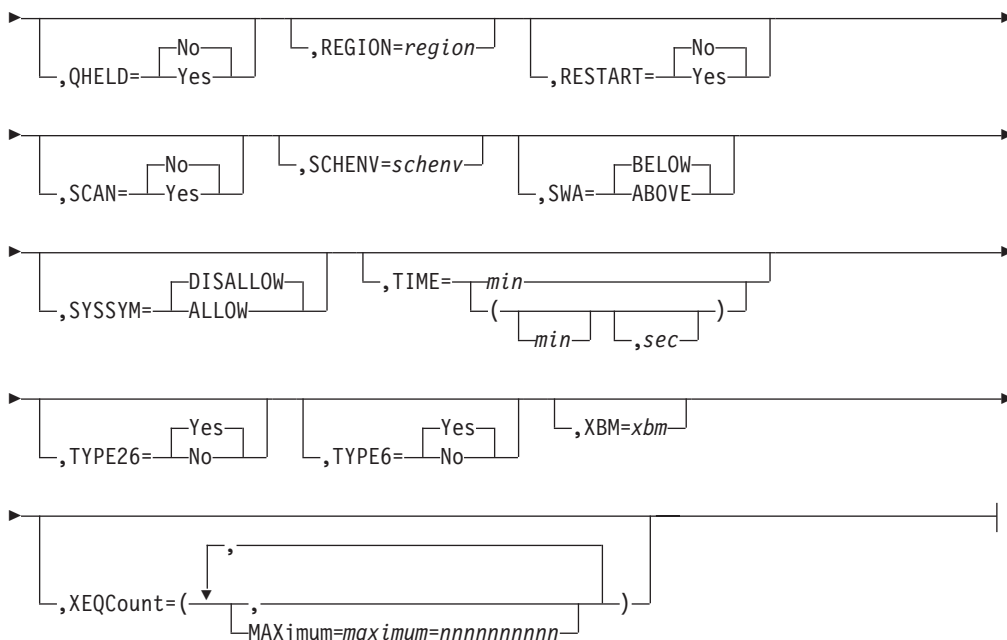 No No
,QHELD= Yes ,REGION=region ,RESTART= Yes
No BELOW
,SCAN= Yes ,SCHENV=schenv ,SWA= ABOVE
DISALLOW ,TIME= min
,SYSSYM= ALLOW ( )
min ,sec
Yes Yes ,XBM=xbm
,TYPE26= No ,TYPE6= No
,
,XEQCount=( , )
MAXimum=maximum=nnnnnnnnnn